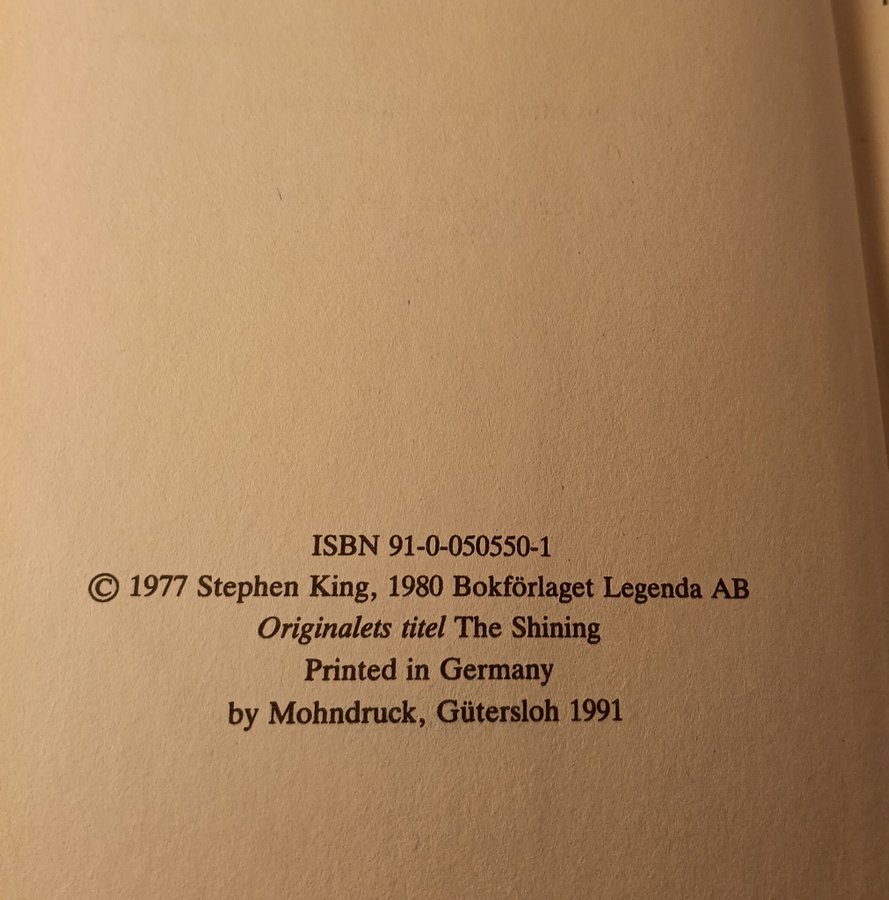 ISBN 91-0-050550-1
© 1977 Stephen King, 1980 Bokförlaget Legenda AB
Originalets titel The Shining
Printed in Germany
by Mohndruck, Gütersloh 1991